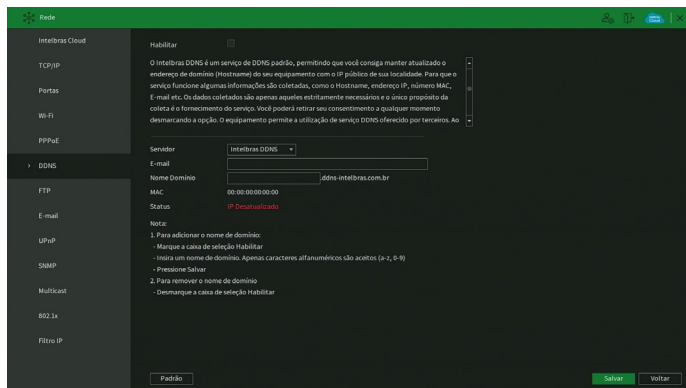 Rede
Intelbras Cloud
TCP/IP
Portas
Wi-Fi
PPPoE
DDNS
FTP
E-mail
UPnP
SNMP
Multicast
802.1x
Filtro IP
Habilitar
O Intelbras DDNS é um serviço de DDNS padrão, permitindo que você consiga manter atualizado o
endereço de domínio (Hostname) do seu equipamento com o IP público de sua localidade. Para que o
serviço funcione algumas informações são coletadas, como o Hostname, endereço IP, número MAC,
E-mail etc. Os dados coletados são apenas aqueles estritamente necessários e o único propósito da
coleta é o fornecimento do serviço. Você poderá retirar seu consentimento a qualquer momento
desmarcando a opção. O equipamento permite a utilização de serviço DDNS oferecido por terceiros. Ao
Servidor Intelbras DDNS
E-mail
Nome Domínio .ddns-intelbras.com.br
MAC 00:00:00:00:00:00
Status IP Desatualizado
Nota:
1. Para adicionar o nome de domínio:
- Marque a caixa de seleção Habilitar
- Insira um nome de domínio. Apenas caracteres alfanuméricos são aceitos (a-z, 0-9)
- Pressione Salvar
2. Para remover o nome de domínio
- Desmarque a caixa de seleção Habilitar
Padrão Salvar Voltar